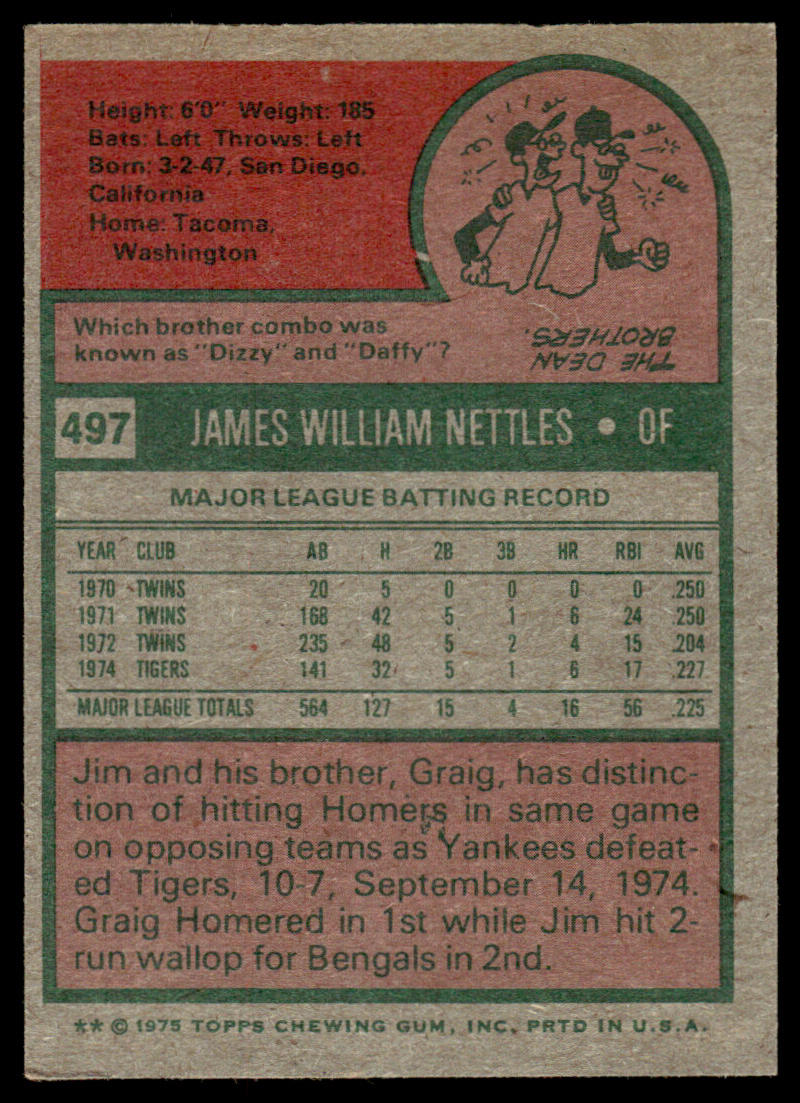 Height: 6'0" Weight: 185
Bats: Left Throws: Left
Born: 3-2-47, San Diego,
California
Home: Tacoma,
Washington
Which brother combo was
known as "Dizzy" and "Daffy"?
THE DEAN
BROTHERS.
497 JAMES WILLIAM NETTLES • OF
MAJOR LEAGUE BATTING RECORD
YEAR CLUB AB H 2B 3B HR RBI AVG
1970 TWINS 20 5 0 0 0 0 .250
1971 TWINS 168 42 5 1 6 24 .250
1972 TWINS 235 48 5 2 4 15 .204
1974 TIGERS 141 32 5 1 6 17 .227
MAJOR LEAGUE TOTALS 564 127 15 4 16 56 .225
Jim and his brother, Graig, has distinc-
tion of hitting Homers in same game
on opposing teams as Yankees defeat-
ed Tigers, 10-7, September 14, 1974.
Graig Homered in 1st while Jim hit 2-
run wallop for Bengals in 2nd.
** © 1975 TOPPS CHEWING GUM, INC. PRTD IN U.S.A.